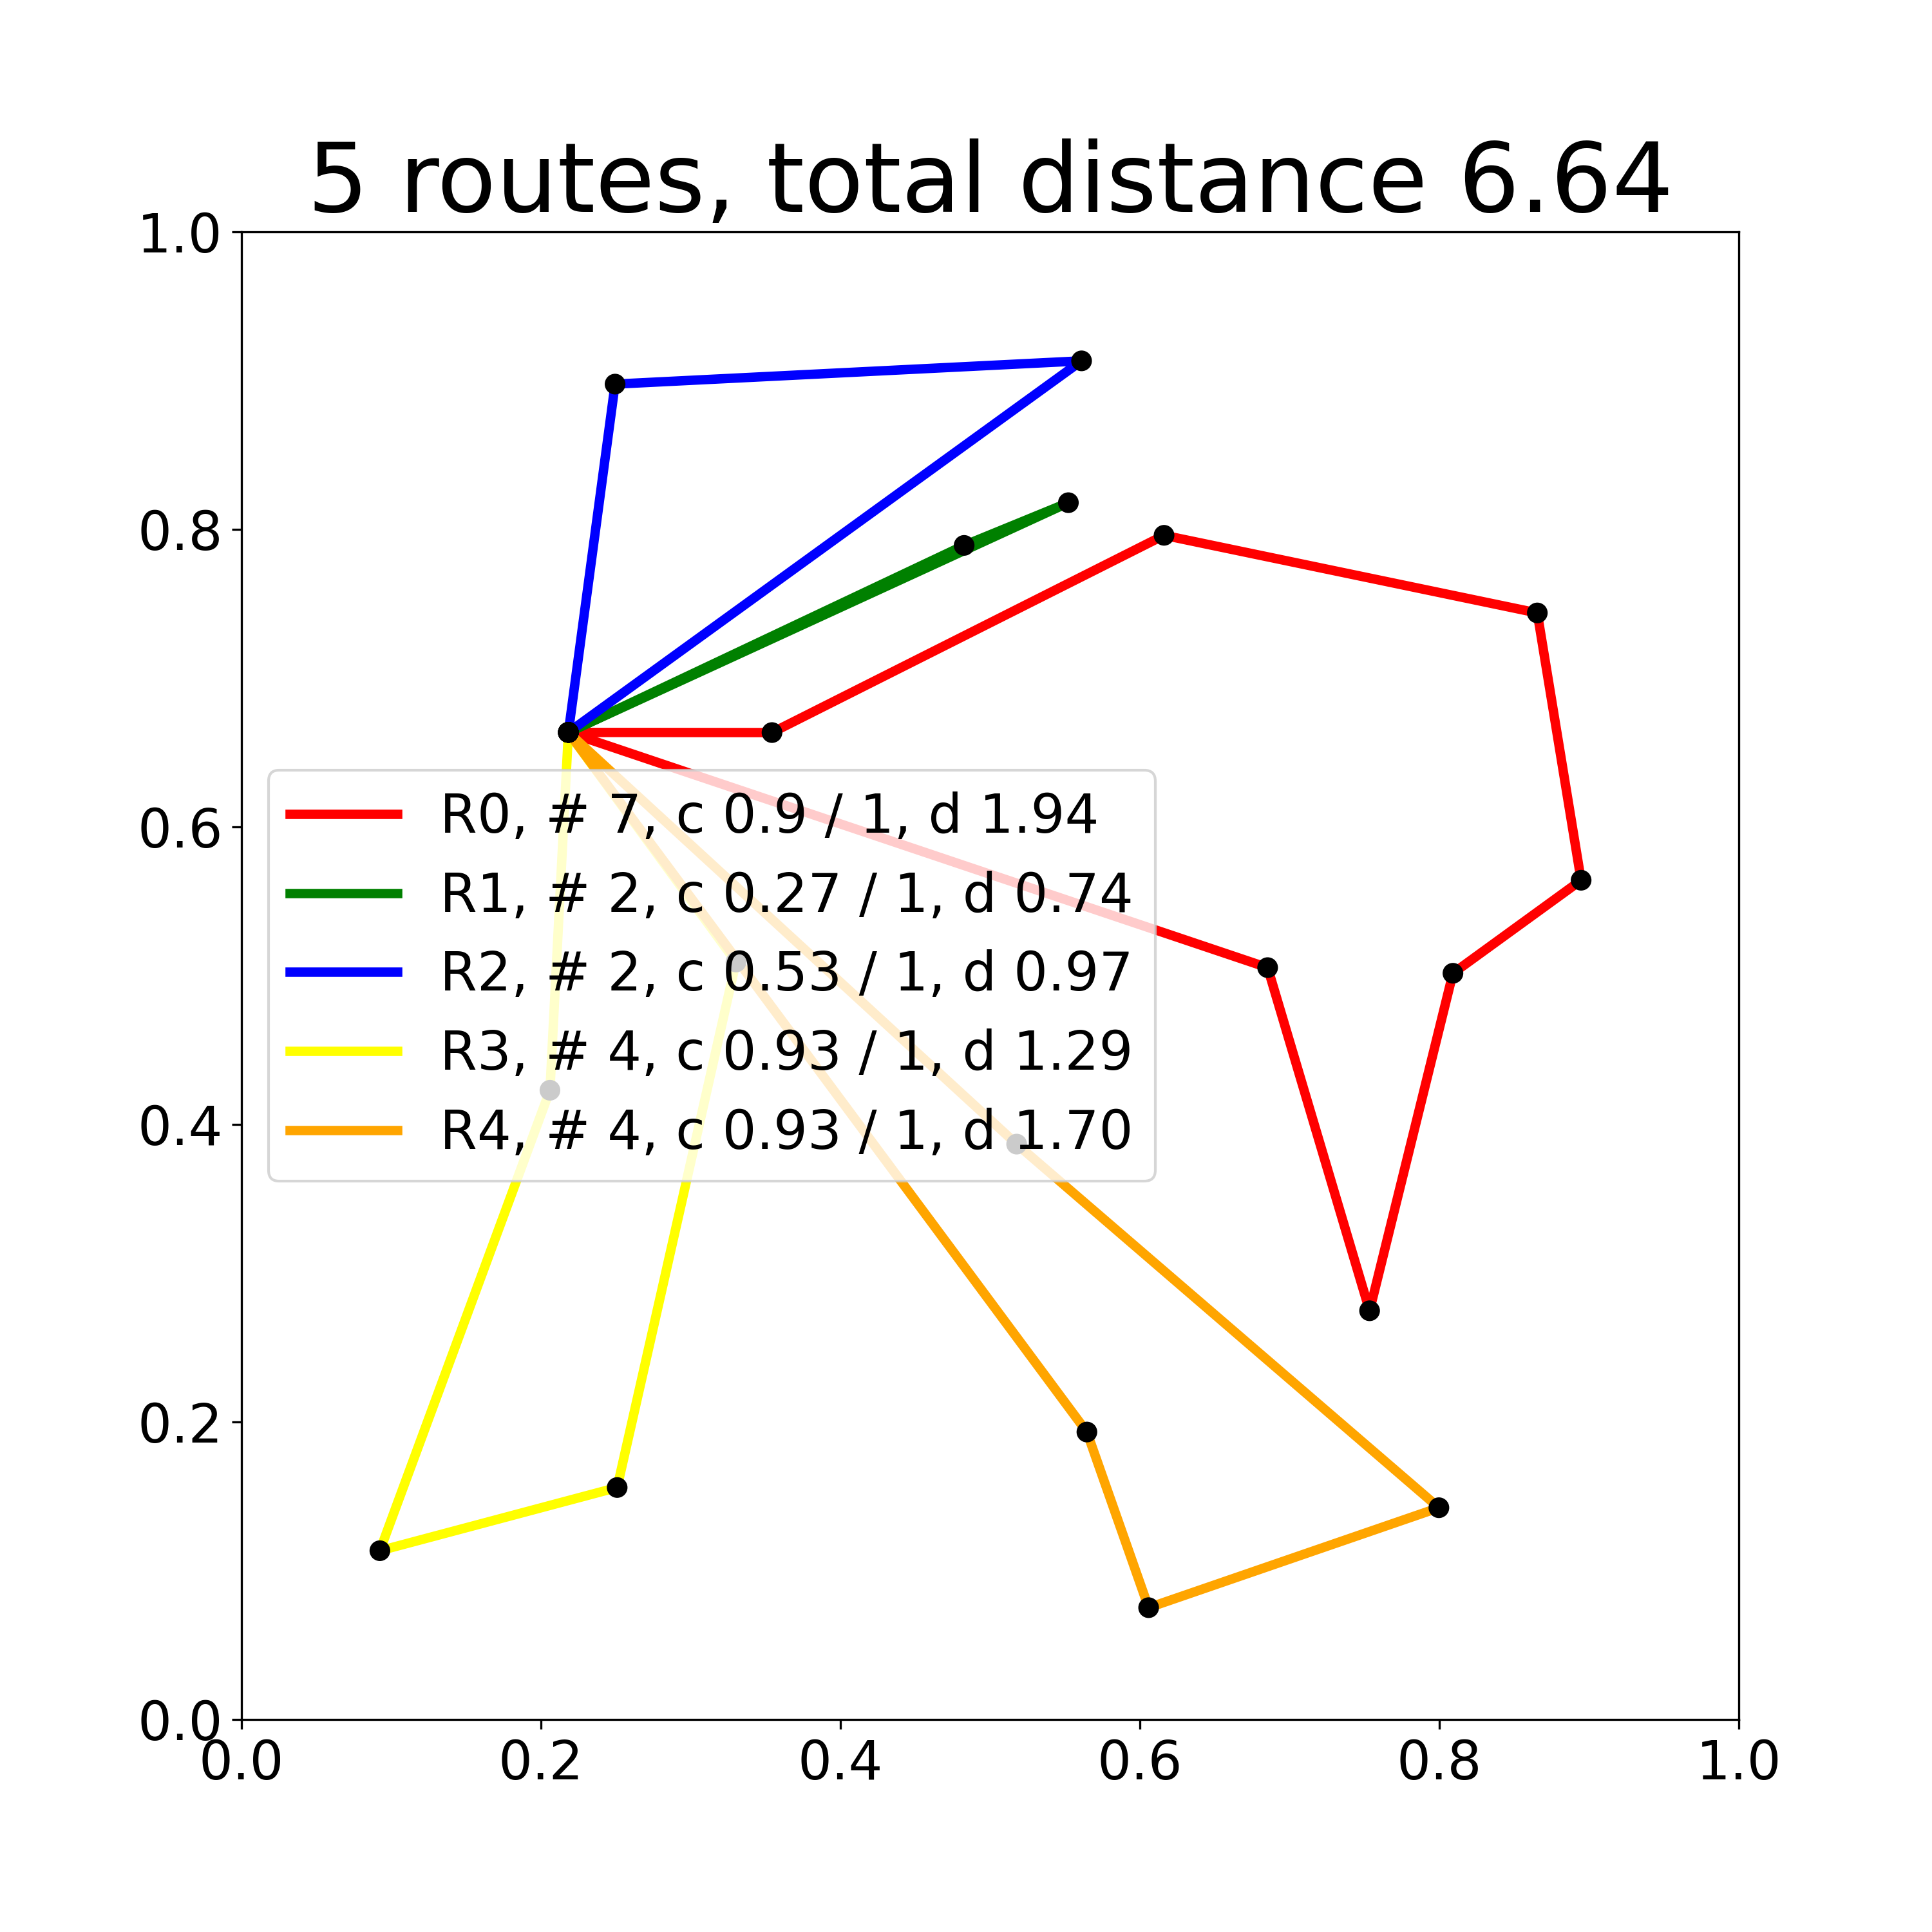 5 routes, total distance 6.64
1.0
0.8
0.6
0.4
0.2
0.0
R0, # 7, c 0.9 / 1, d 1.94
R1, # 2, c 0.27 / 1, d 0.74
R2, # 2, c 0.53 / 1, d 0.97
R3, # 4, c 0.93 / 1, d 1.29
R4, # 4, c 0.93 / 1, d 1.70
0.0 0.2 0.4 0.6 0.8 1.0